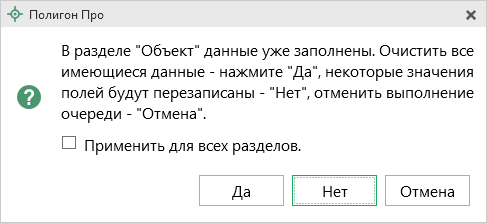 Полигон Про
В разделе "Объект" данные уже заполнены. Очистить все
имеющиеся данные - нажмите "Да", некоторые значения
полей будут перезаписаны - "Нет", отменить выполнение
очереди - "Отмена".
Применить для всех разделов.
Да Нет Отмена